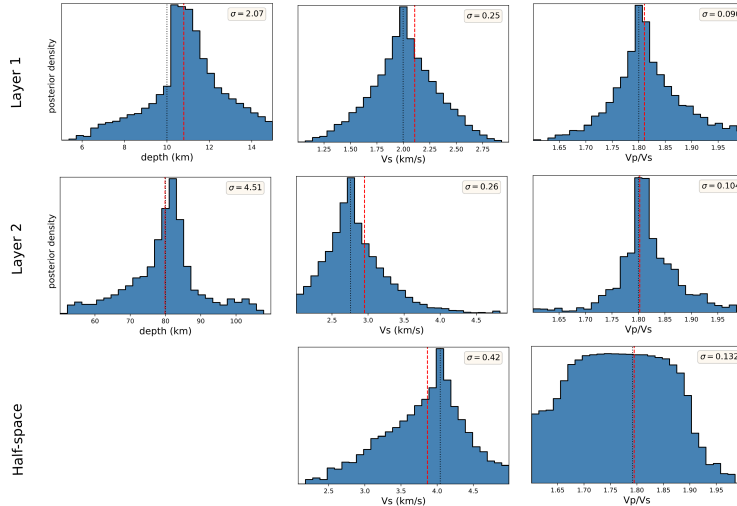 Layer 1
posterior density
σ = 2.07
6 8 10 12 14
depth (km)
σ = 0.25
1.25 1.50 1.75 2.00 2.25 2.50 2.75
Vs (km/s)
σ = 0.090
1.65 1.70 1.75 1.80 1.85 1.90 1.95
Vp/Vs
Layer 2
posterior density
σ = 4.51
60 70 80 90 100
depth (km)
σ = 0.26
2.5 3.0 3.5 4.0 4.5
Vs (km/s)
σ = 0.104
1.65 1.70 1.75 1.80 1.85 1.90 1.95
Vp/Vs
Half-space
σ = 0.42
2.5 3.0 3.5 4.0 4.5
Vs (km/s)
σ = 0.132
1.65 1.70 1.75 1.80 1.85 1.90 1.95
Vp/Vs